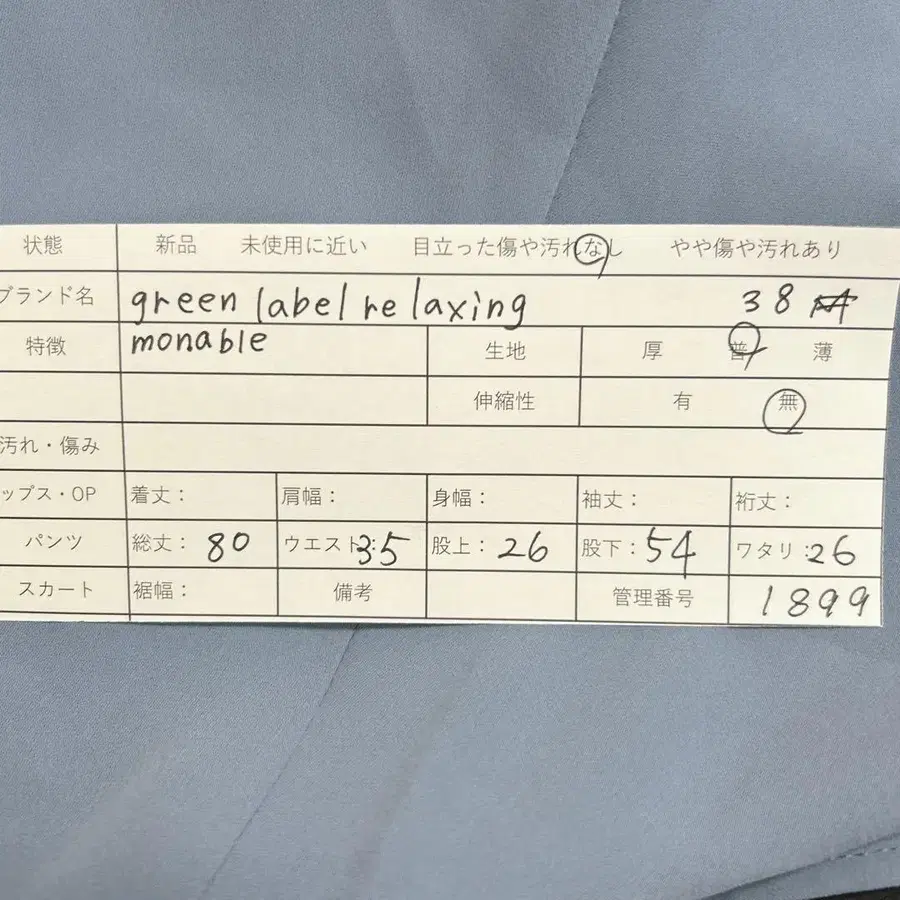 状態 新品 未使用に近い 目立った傷や汚れなし やや傷や汚れあり
ブランド名 green label relaxing 38
特徴 monable 生地 厚 普 薄
伸縮性 有 無
汚れ・傷み
ップス・OP 着丈： 肩幅： 身幅： 袖丈： 裄丈：
パンツ 総丈：80 ウエスト：35 股上：26 股下：54 ワタリ：26
スカート 裾幅： 備考 管理番号 1899